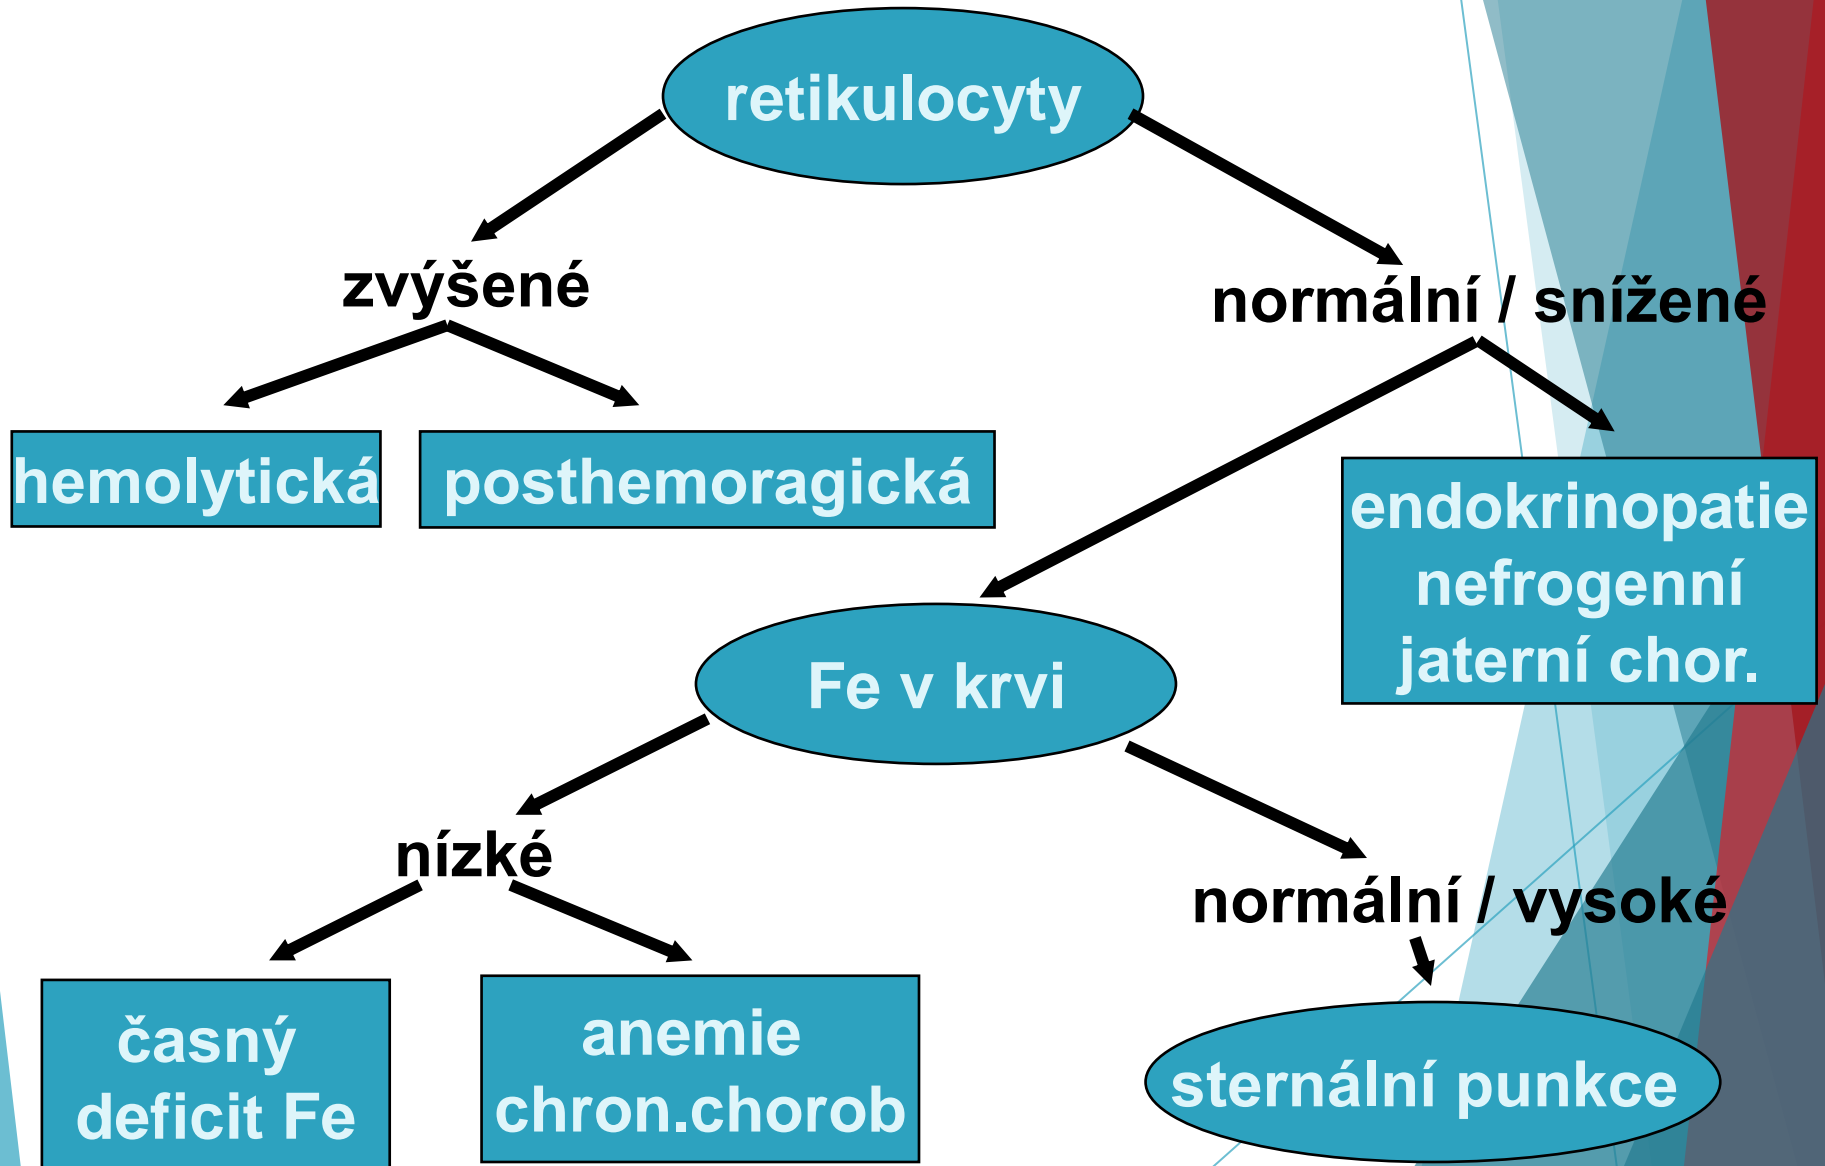 retikulocyty
zvýšené
normální / snížené
hemolytická
posthemoragická
endokrinopatie
nefrogenní
jaterní chor.
Fe v krvi
nízké
normální / vysoké
časný
deficit Fe
anemie
chron.chorob
sternální punkce